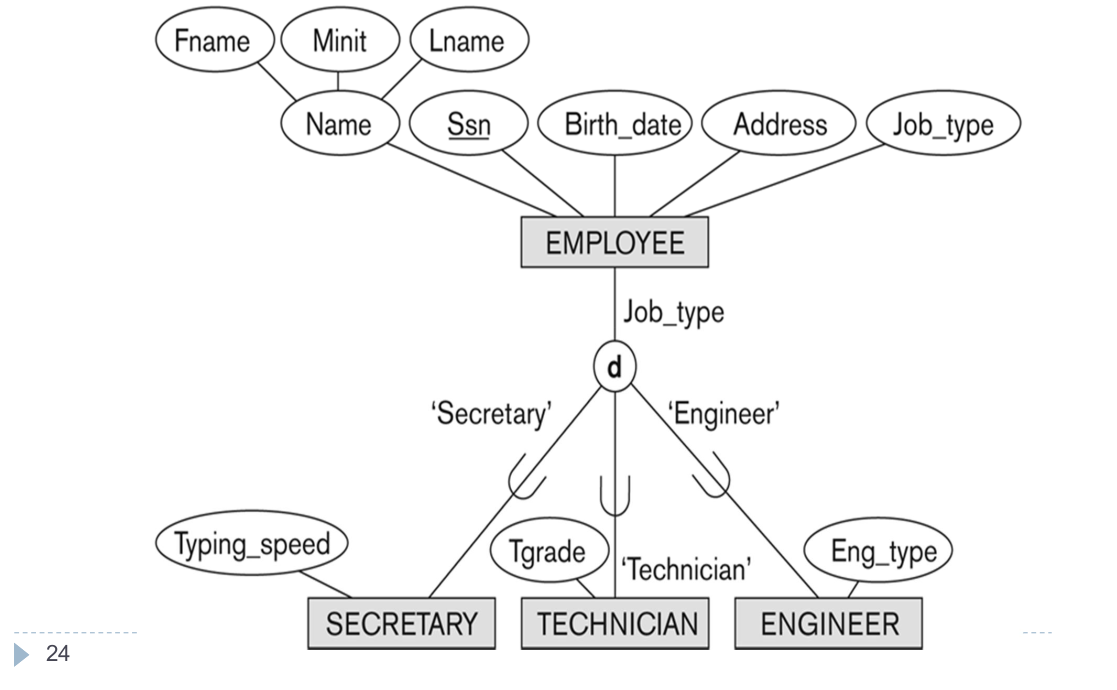 Fname Minit Lname
Name Ssn Birth_date Address Job_type
EMPLOYEE
Job_type
d
‘Secretary’ ‘Engineer’
Typing_speed Tgrade Eng_type
‘Technician’
SECRETARY TECHNICIAN ENGINEER
24